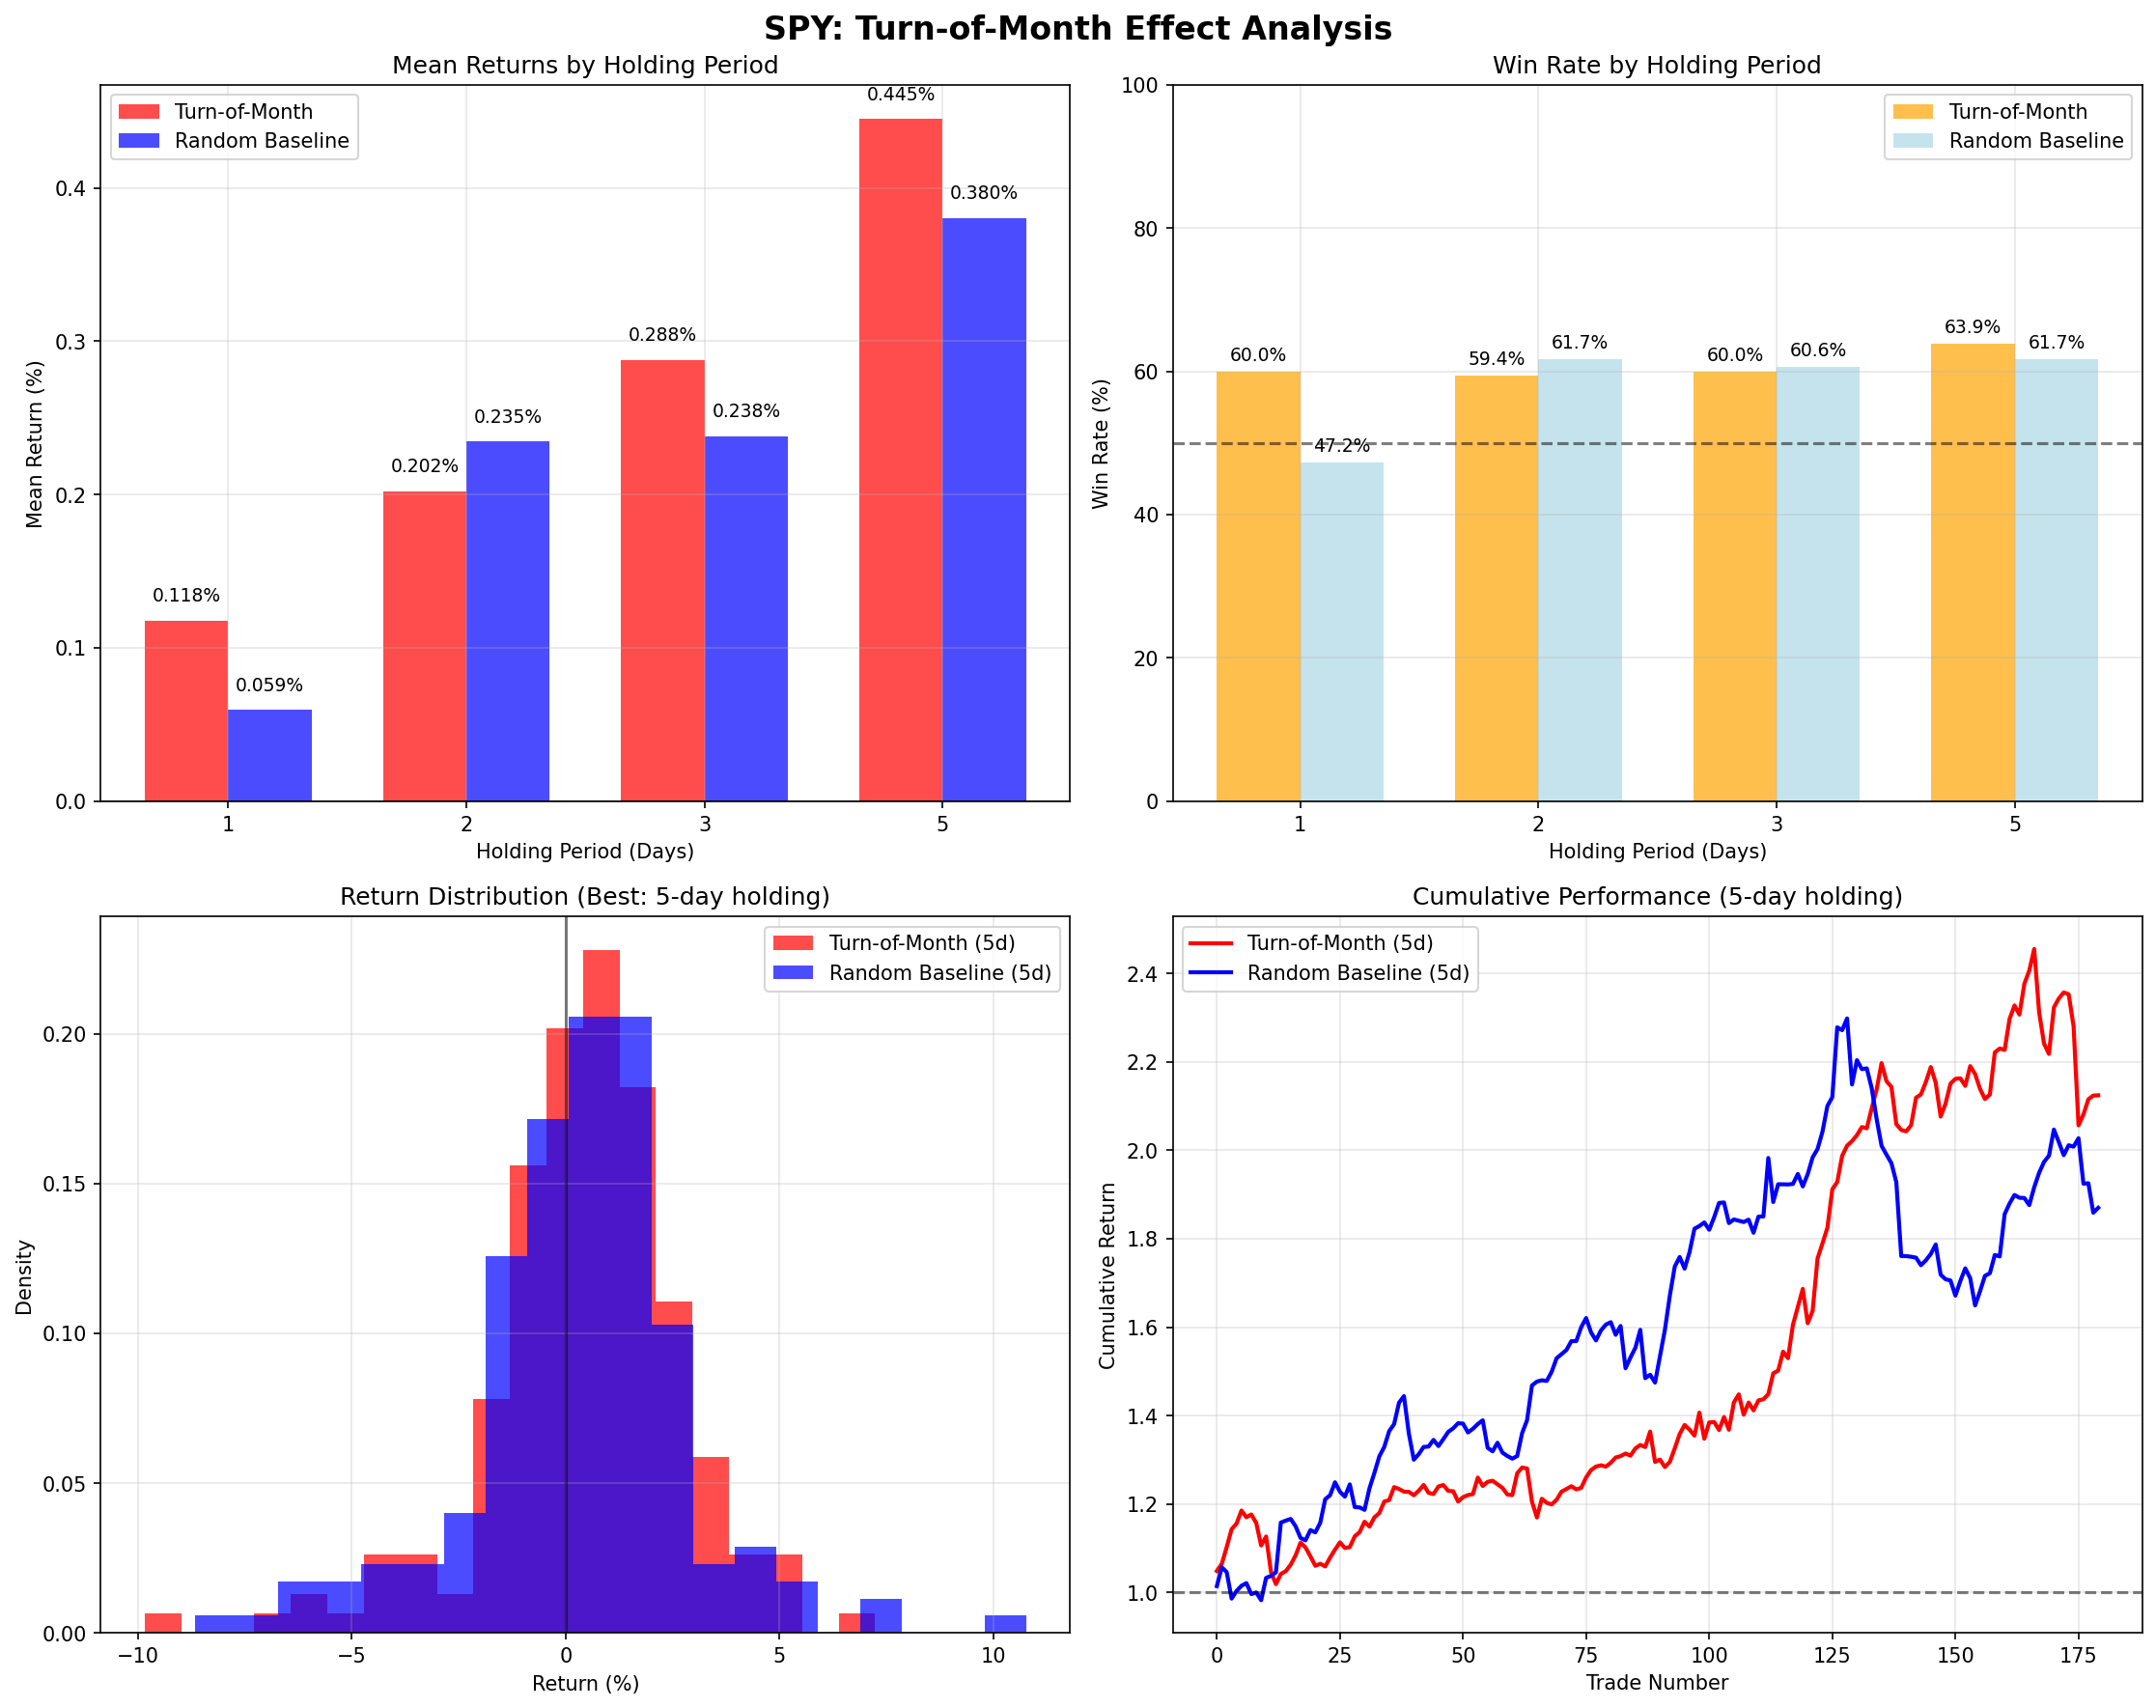 SPY: Turn-of-Month Effect Analysis
Mean Returns by Holding Period
Turn-of-Month
Random Baseline
0.445%
0.380%
0.288%
0.238%
0.202%
0.235%
0.118%
0.059%
0.4
0.3
0.2
0.1
0.0
Mean Return (%)
1 2 3 5
Holding Period (Days)
Win Rate by Holding Period
Turn-of-Month
Random Baseline
100
80
60
40
20
0
Win Rate (%)
60.0%
47.2%
59.4%
61.7%
60.0%
60.6%
63.9%
61.7%
1 2 3 5
Holding Period (Days)
Return Distribution (Best: 5-day holding)
Turn-of-Month (5d)
Random Baseline (5d)
0.20
0.15
0.10
0.05
0.00
Density
−10 −5 0 5 10
Return (%)
Cumulative Performance (5-day holding)
Turn-of-Month (5d)
Random Baseline (5d)
2.4
2.2
2.0
1.8
1.6
1.4
1.2
1.0
Cumulative Return
0 25 50 75 100 125 150 175
Trade Number